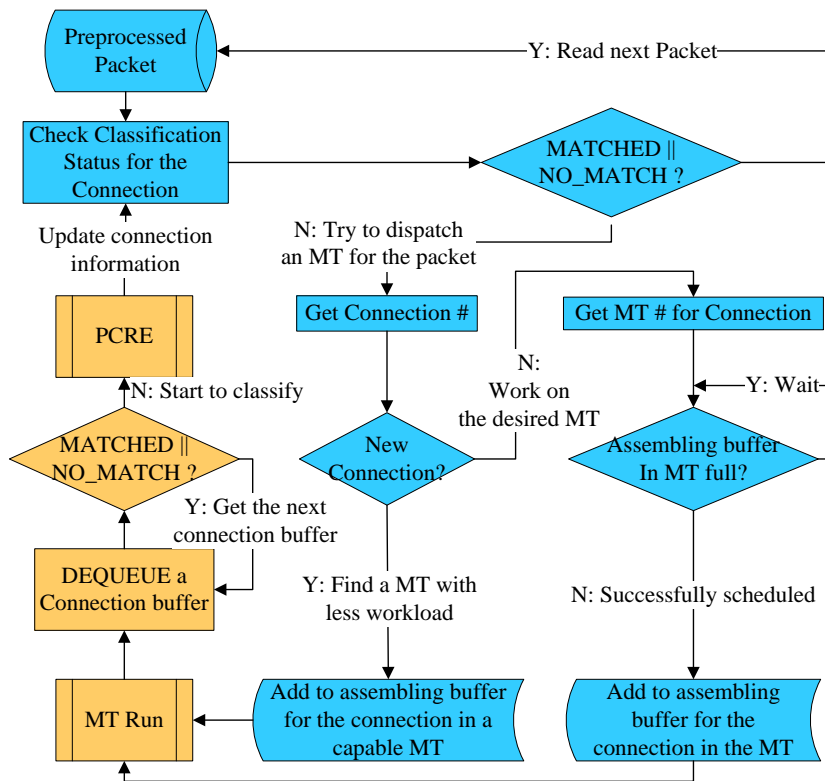 Preprocessed
Packet
Y: Read next Packet
Check Classification
Status for the
Connection
MATCHED ||
NO_MATCH ?
Update connection
information
N: Try to dispatch
an MT for the packet
PCRE
Get Connection #
Get MT # for Connection
N: Start to classify
N:
Work on
the desired MT
Y: Wait
MATCHED ||
NO_MATCH ?
New
Connection?
Assembling buffer
In MT full?
Y: Get the next
connection buffer
DEQUEUE a
Connection buffer
Y: Find a MT with
less workload
N: Successfully scheduled
MT Run
Add to assembling buffer
for the connection in a
capable MT
Add to assembling
buffer for the
connection in the MT